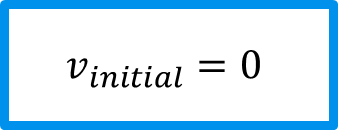 v_initial = 0